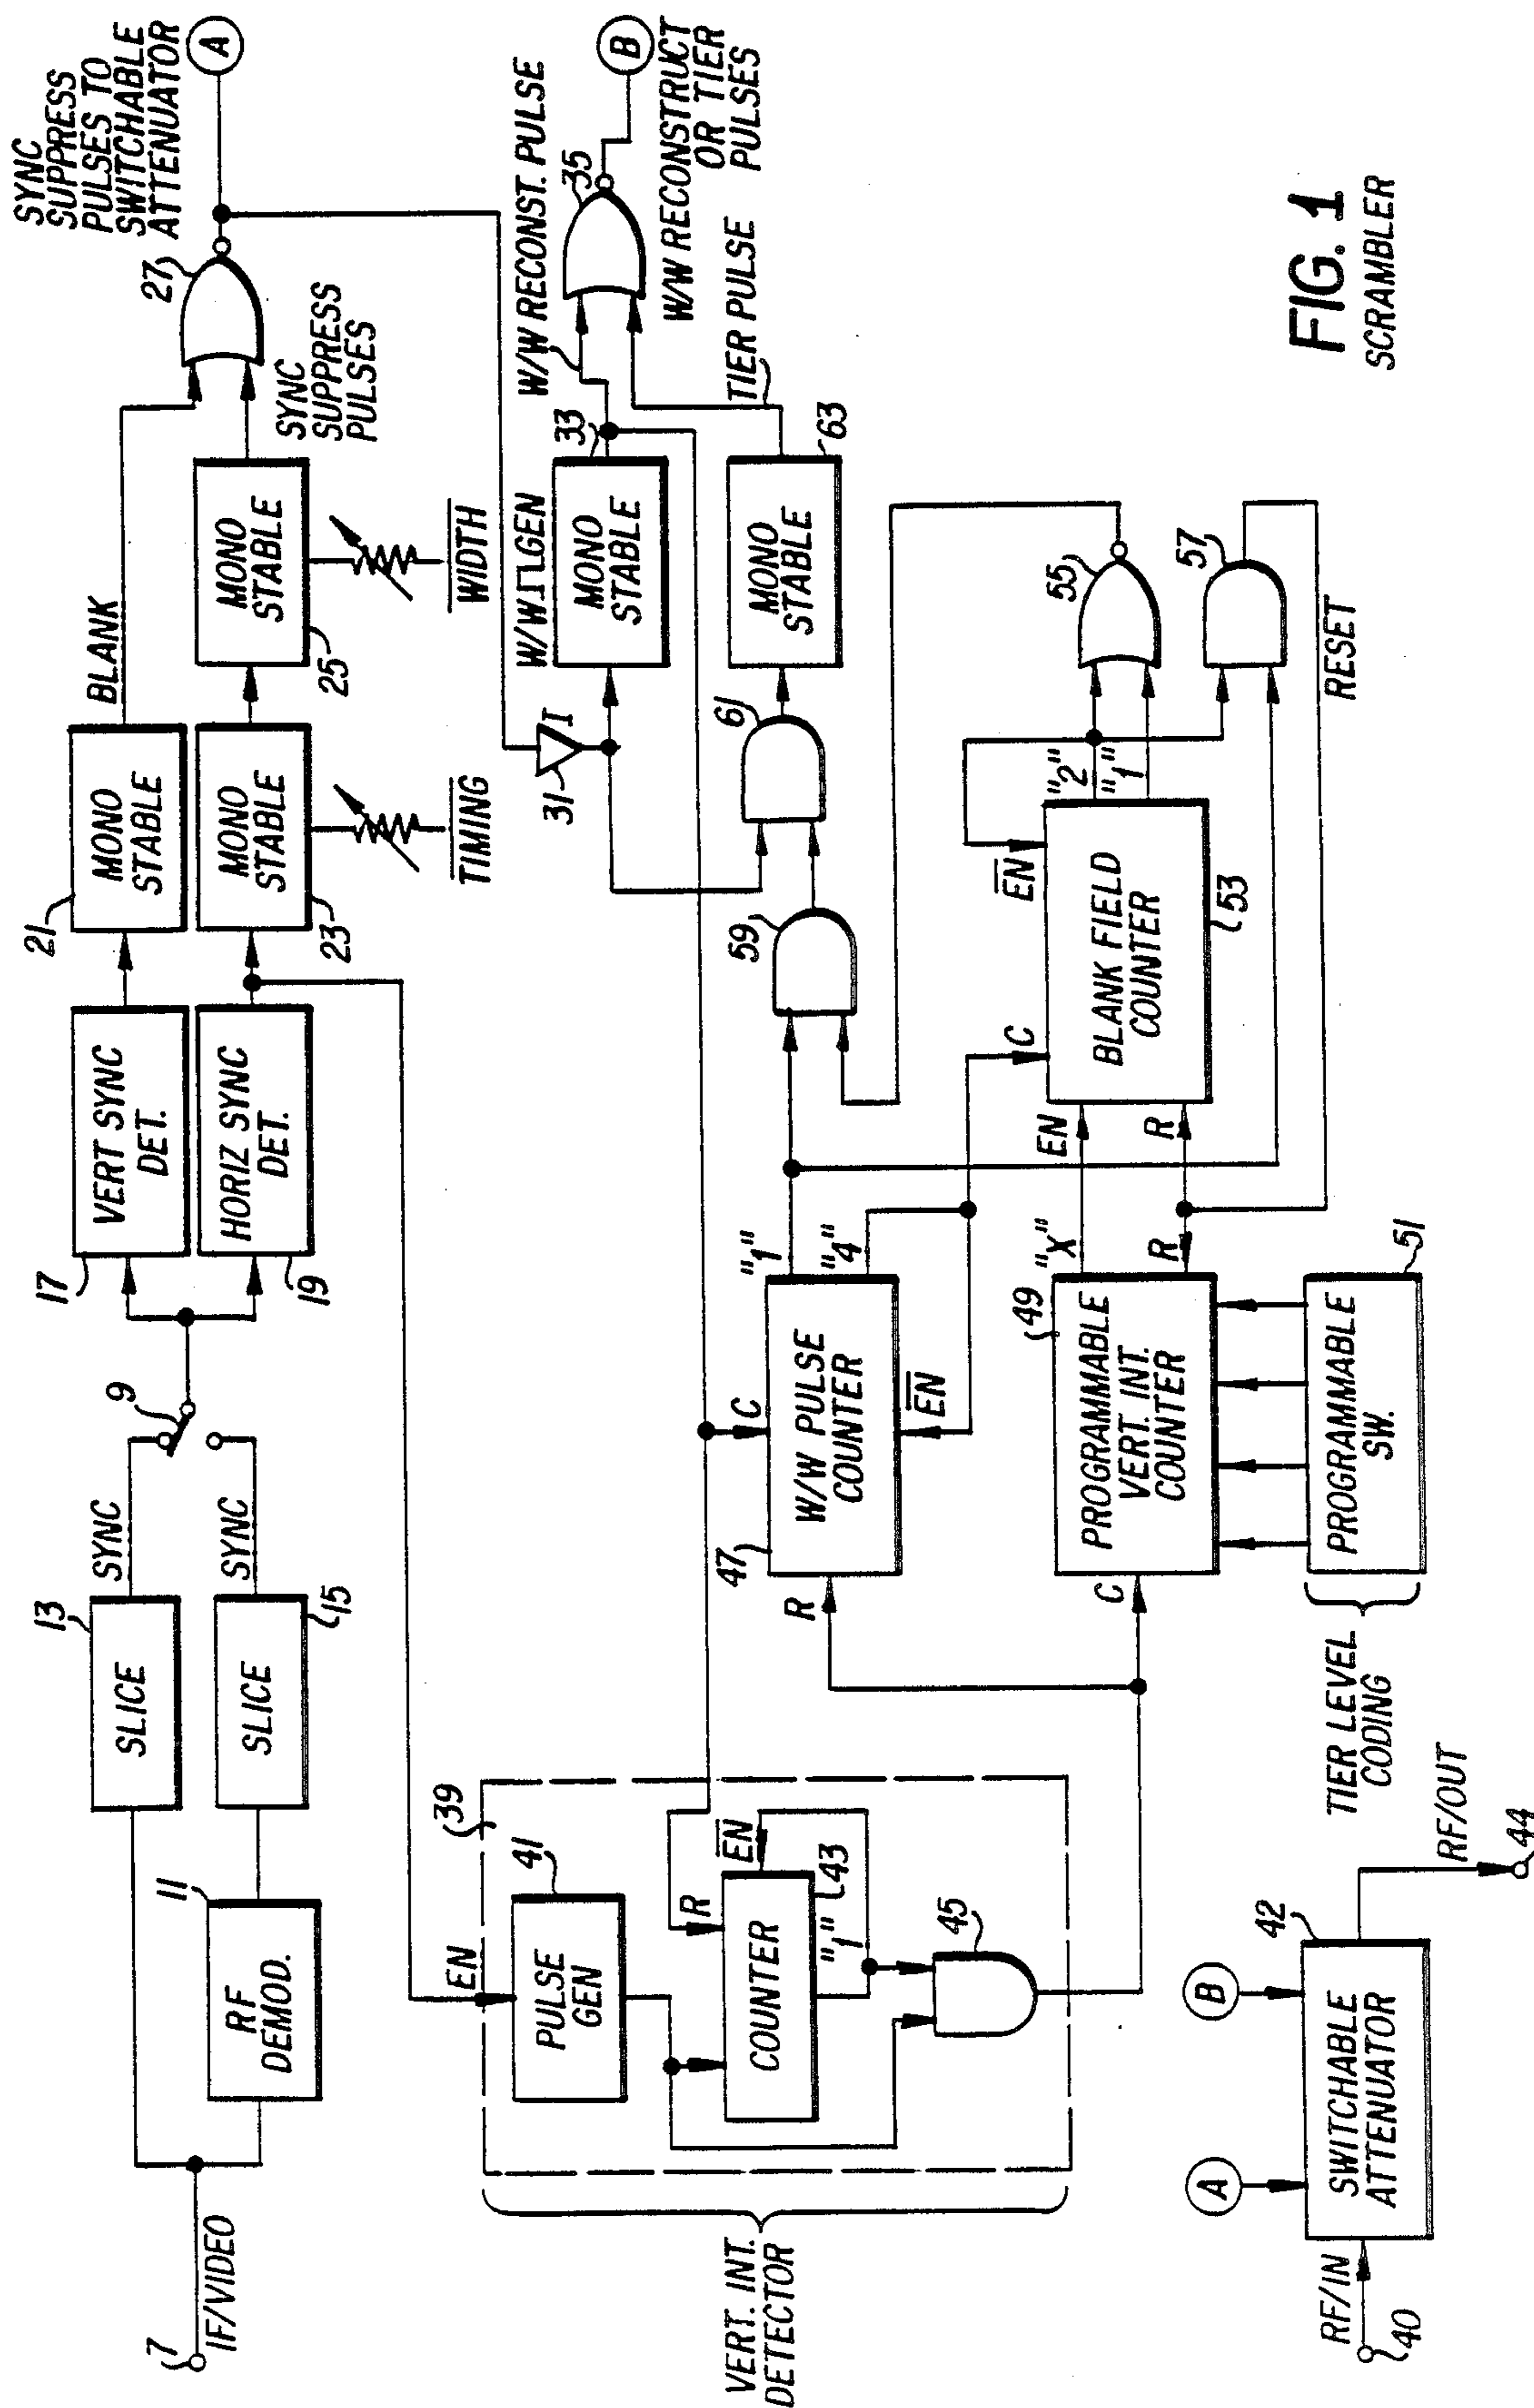 7
IF/VIDEO
11
RF
DEMOD.
13
SLICE
SLICE
15
SYNC
SYNC
9
17
VERT SYNC
DET.
HORIZ SYNC
DET.
19
21
MONO
STABLE
MONO
STABLE
23
TIMING
BLANK
MONO
STABLE
25
WIDTH
SYNC
SUPPRESS
PULSES
27
SYNC
SUPPRESS
PULSES TO
SWITCHABLE
ATTENUATOR
A
31
I
W/W GEN
MONO
STABLE
33
W/W RECONST. PULSE
35
B
W/W RECONSTRUCT
OR TIER
PULSES
TIER PULSE
MONO
STABLE
63
61
59
VERT. INT.
DETECTOR
39
EN
41
PULSE
GEN
R
EN
COUNTER
43
"1"
45
47
R
C
W/W PULSE
COUNTER
EN
"1"
"4"
49
C
PROGRAMMABLE
VERT. INT.
COUNTER
"X"
R
EN
R
C
EN
BLANK FIELD
COUNTER
53
"2"
"1"
55
57
RESET
TIER LEVEL
CODING
PROGRAMMABLE
SW.
51
RF/IN
40
A
B
SWITCHABLE
ATTENUATOR
42
RF/OUT
44
FIG. 1
SCRAMBLER